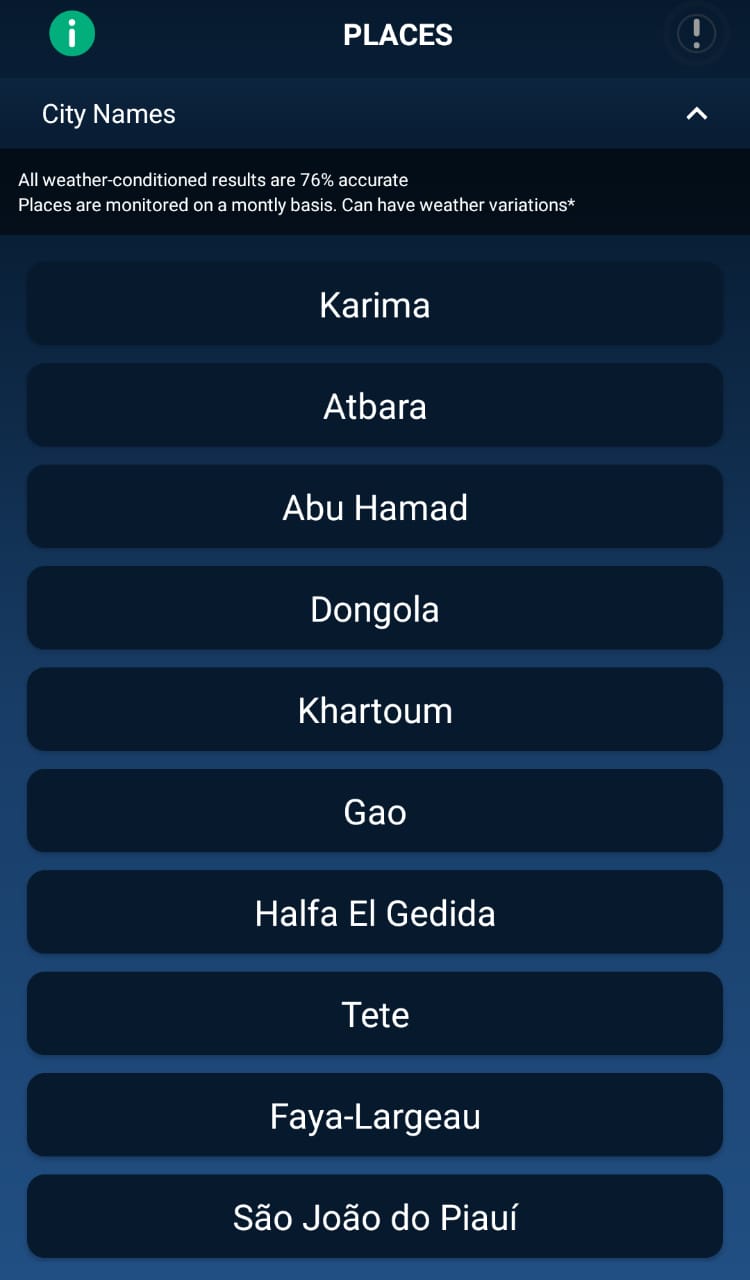 PLACES
City Names
All weather-conditioned results are 76% accurate
Places are monitored on a montly basis. Can have weather variations*
Karima
Atbara
Abu Hamad
Dongola
Khartoum
Gao
Halfa El Gedida
Tete
Faya-Largeau
São João do Piauí